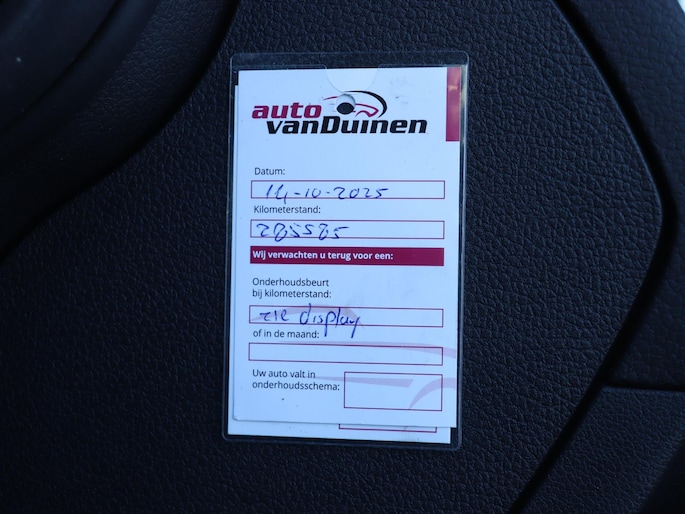 auto
vanDuinen
Datum:
14-10-2025
Kilometerstand:
285585
Wij verwachten u terug voor een:
Onderhoudsbeurt
bij kilometerstand:
zie display
of in de maand:
Uw auto valt in
onderhoudsschema: